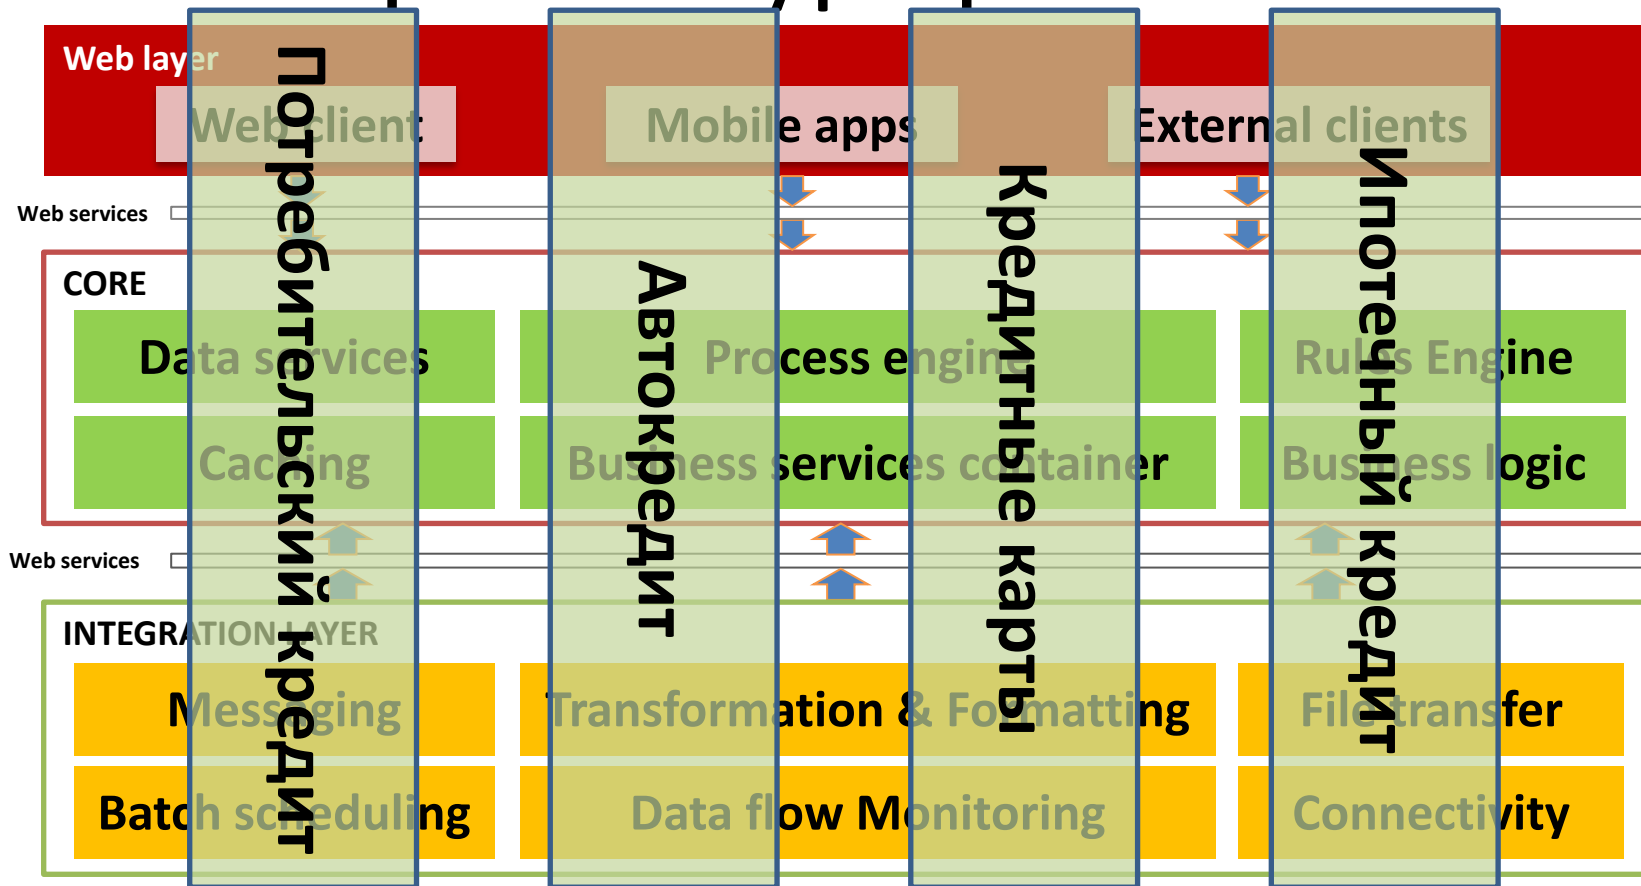 Web layer
Web client
Mobile apps
External clients
Web services
CORE
Data services
Process engine
Rules Engine
Caching
Business services container
Business logic
Web services
INTEGRATION LAYER
Messaging
Transformation & Formatting
File transfer
Batch scheduling
Data flow Monitoring
Connectivity
Потребительский кредит
Автокредит
Кредитные карты
Ипотечный кредит